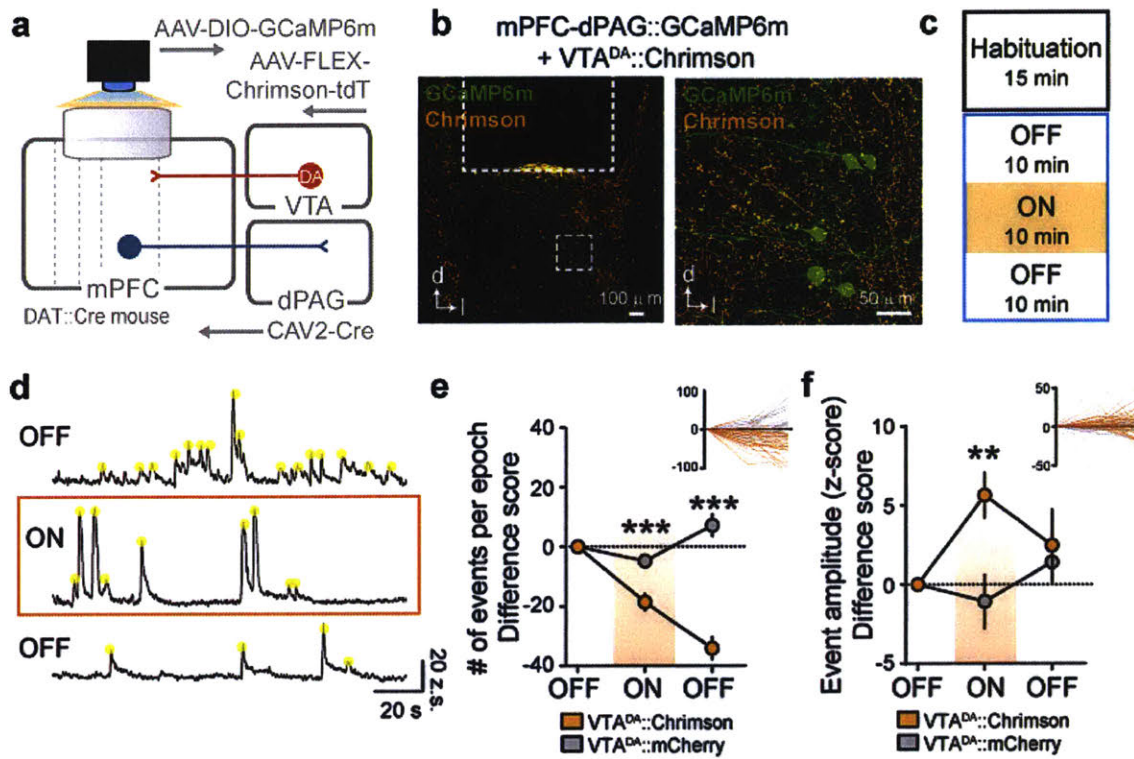 a
AAV-DIO-GCaMP6m
AAV-FLEX-
Chrimson-tdT
DA
VTA
mPFC
dPAG
DAT::Cre mouse
CAV2-Cre
b
mPFC-dPAG::GCaMP6m
+ VTADA::Chrimson
GCaMP6m
Chrimson
d
l
100 μm
GCaMP6m
Chrimson
d
l
50 μm
c
Habituation
15 min
OFF
10 min
ON
10 min
OFF
10 min
d
OFF
ON
OFF
20 z.s.
20 s
e
# of events per epoch
Difference score
100
0
-100
40
20
0
-20
-40
***
***
OFF ON OFF
VTADA::Chrimson
VTADA::mCherry
f
Event amplitude (z-score)
Difference score
50
0
-50
10
5
0
-5
**
OFF ON OFF
VTADA::Chrimson
VTADA::mCherry